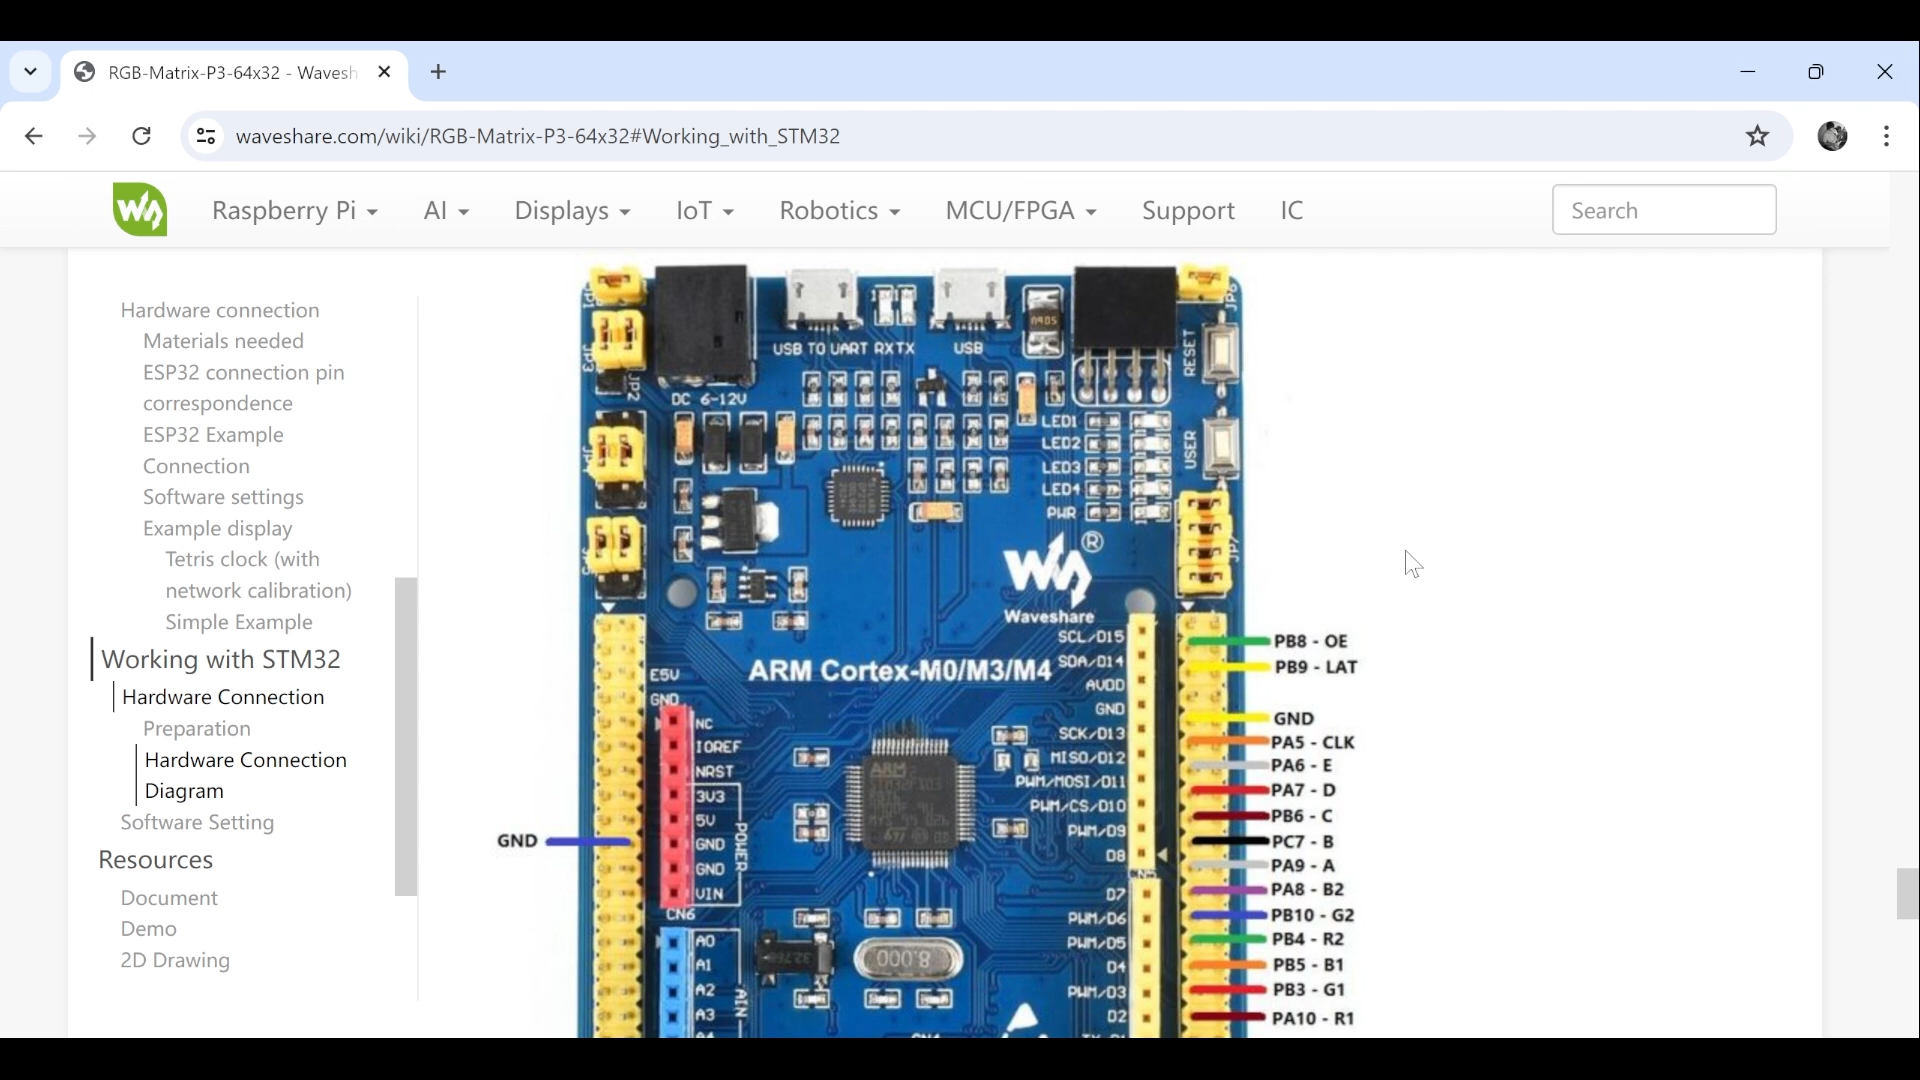 RGB-Matrix-P3-64x32 - Wavesh
waveshare.com/wiki/RGB-Matrix-P3-64x32#Working_with_STM32
Raspberry Pi
AI
Displays
IoT
Robotics
MCU/FPGA
Support
IC
Search
Hardware connection
Materials needed
ESP32 connection pin
correspondence
ESP32 Example
Connection
Software settings
Example display
Tetris clock (with
network calibration)
Simple Example
Working with STM32
Hardware Connection
Preparation
Hardware Connection
Diagram
Software Setting
Resources
Document
Demo
2D Drawing
JP3
JP2
DC 6-12V
USB TO UART RXTX
USB
JP6
RESET
USER
LED1
LED2
LED3
LED4
PWR
JP4
JP7
Waveshare
ARM Cortex-M0/M3/M4
E5V
GND
NC
IOREF
NRST
3V3
5V
GND
GND
VIN
POWER
CN6
A0
A1
A2
A3
AIN
8.000
SCL/D15
SDA/D14
AVDD
GND
SCK/D13
MISO/D12
PWM/MOSI/D11
PWM/CS/D10
PWM/D9
D8
CN5
D7
PWM/D6
PWM/D5
D4
PWM/D3
D2
GND
PB8 - OE
PB9 - LAT
GND
PA5 - CLK
PA6 - E
PA7 - D
PB6 - C
PC7 - B
PA9 - A
PA8 - B2
PB10 - G2
PB4 - R2
PB5 - B1
PB3 - G1
PA10 - R1